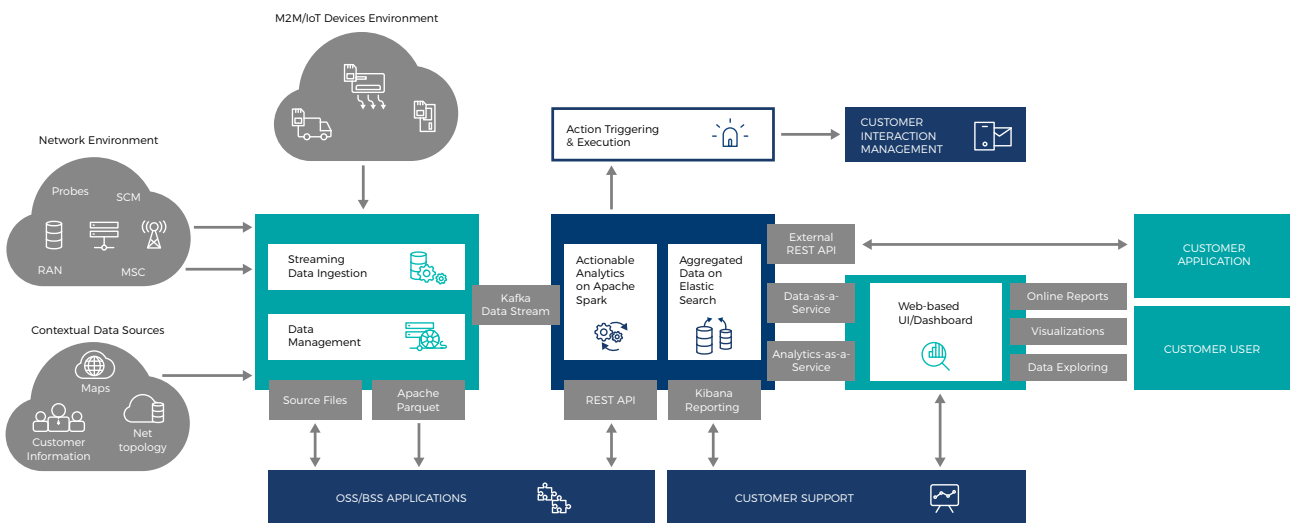 M2M/IoT Devices Environment
Network Environment
Probes
SCM
RAN
MSC
Contextual Data Sources
Maps
Customer
Information
Net
topology
Streaming
Data Ingestion
Data
Management
Source Files
Apache
Parquet
Kafka
Data Stream
Action Triggering
& Execution
CUSTOMER
INTERACTION
MANAGEMENT
Actionable
Analytics
on Apache
Spark
Aggregated
Data on
Elastic
Search
REST API
Kibana
Reporting
External
REST API
Data-as-a-
Service
Analytics-as-a-
Service
Web-based
UI/Dashboard
Online Reports
Visualizations
Data Exploring
CUSTOMER
APPLICATION
CUSTOMER USER
OSS/BSS APPLICATIONS
CUSTOMER SUPPORT